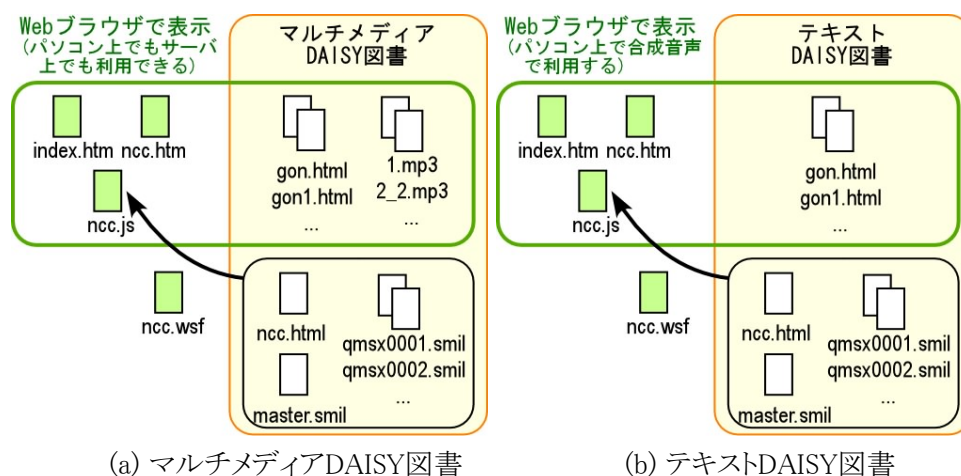 Webブラウザで表示
(パソコン上でもサーバ
上でも利用できる)
マルチメディア
DAISY図書
index.htm
ncc.htm
ncc.js
gon.html
gon1.html
...
1.mp3
2_2.mp3
...
ncc.wsf
ncc.html
master.smil
qmsx0001.smil
qmsx0002.smil
...
(a) マルチメディアDAISY図書
Webブラウザで表示
(パソコン上で合成音声
で利用する)
テキスト
DAISY図書
index.htm
ncc.htm
ncc.js
gon.html
gon1.html
...
ncc.wsf
ncc.html
master.smil
qmsx0001.smil
qmsx0002.smil
...
(b) テキストDAISY図書